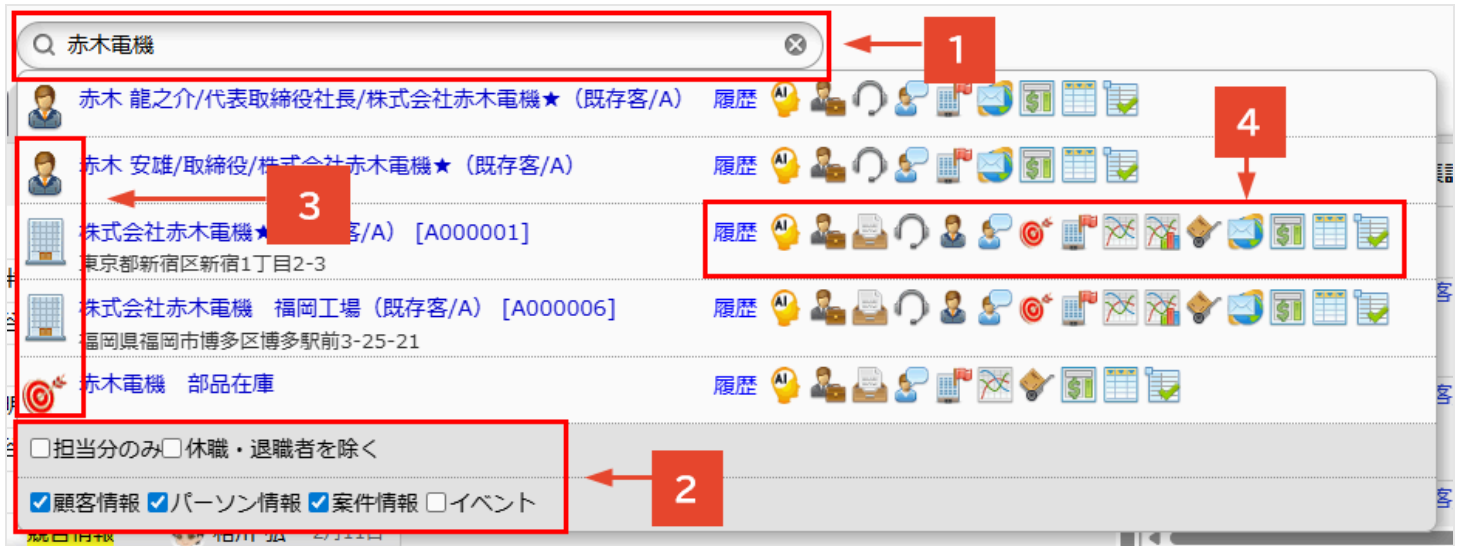 赤木電機
1
赤木 龍之介/代表取締役社長/株式会社赤木電機★（既存客/A） 履歴
4
赤木 安雄/取締役/株式会社赤木電機★（既存客/A） 履歴
3
株式会社赤木電機★ 客/A） [A000001] 履歴
東京都新宿区新宿1丁目2-3
株式会社赤木電機　福岡工場（既存客/A） [A000006] 履歴
福岡県福岡市博多区博多駅前3-25-21
赤木電機　部品在庫 履歴
担当分のみ 休職・退職者を除く
2
顧客情報 パーソン情報 案件情報 イベント